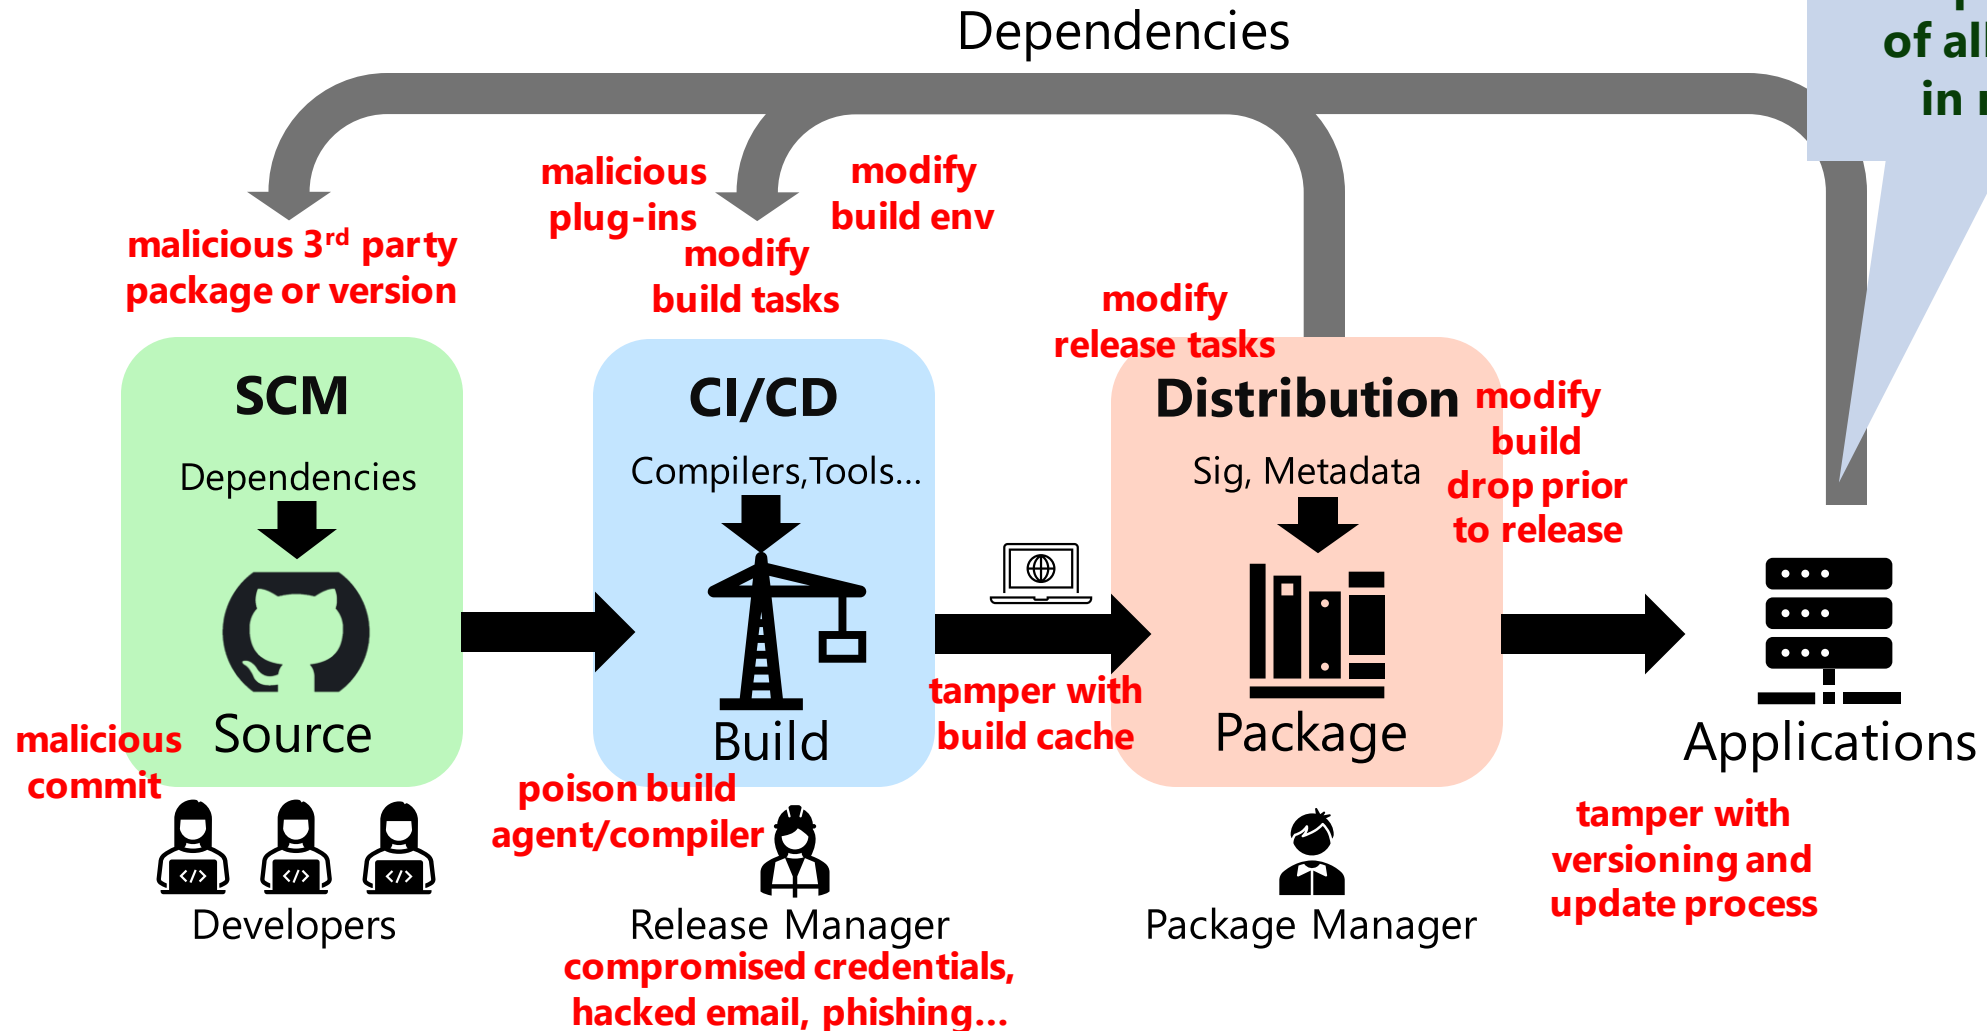 Dependencies
of all
in
malicious
plug-ins
modify
build env
malicious 3rd party
package or version
modify
build tasks
modify
release tasks
SCM
CI/CD
Distribution
modify
build
drop prior
to release
Dependencies
Compilers,Tools...
Sig, Metadata
Source
Build
Package
Applications
malicious
commit
tamper with
build cache
poison build
agent/compiler
tamper with
versioning and
update process
</>
</>
</>
Developers
Release Manager
Package Manager
compromised credentials,
hacked email, phishing...